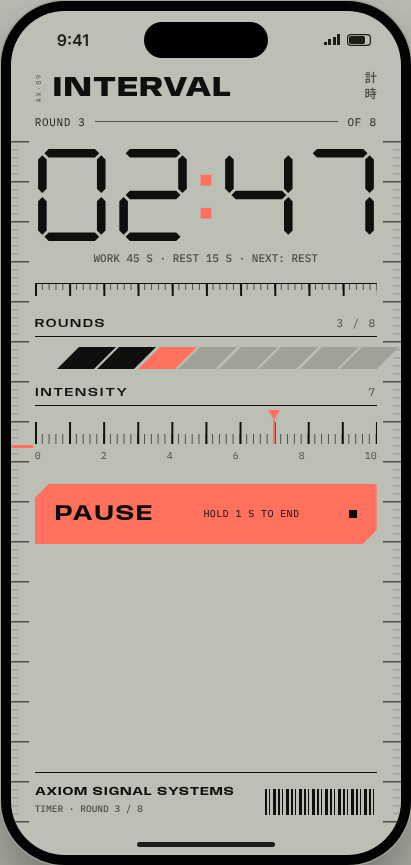 9:41
AX-09
INTERVAL
計時
ROUND 3
OF 8
02:47
WORK 45 S · REST 15 S · NEXT: REST
ROUNDS
3 / 8
INTENSITY
7
0 2 4 6 8 10
PAUSE
HOLD 1 S TO END
AXIOM SIGNAL SYSTEMS
TIMER · ROUND 3 / 8